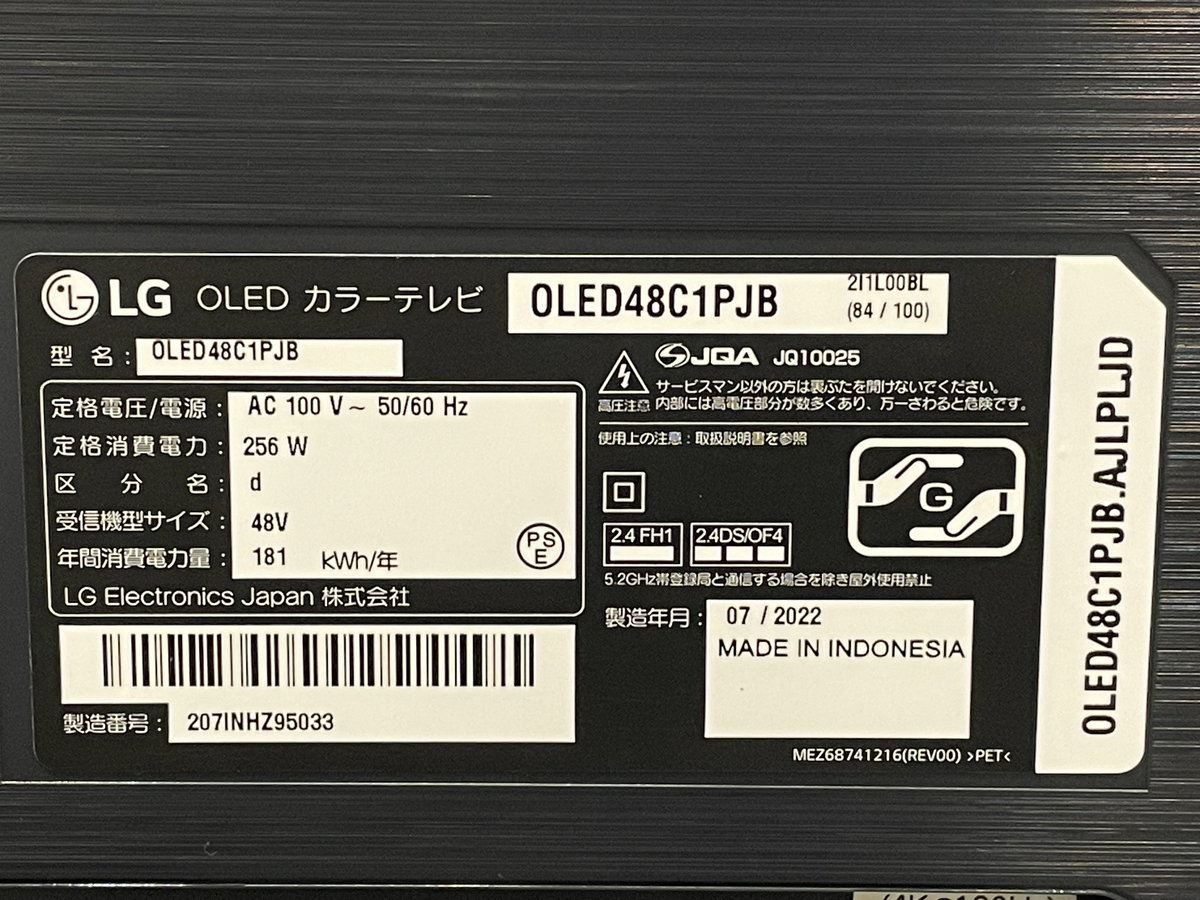 LG OLED カラーテレビ OLED48C1PJB 2I1L00BL
(84 / 100)
型 名 : OLED48C1PJB
定格電圧/電源 : AC 100 V ~ 50/60 Hz
定格消費電力 : 256 W
区 分 名 : d
受信機型サイズ : 48V
年間消費電力量 : 181 kWh/年
PS
E
LG Electronics Japan 株式会社
製造番号 : 207INHZ95033
JQA JQ10025
高圧注意
サービスマン以外の方は裏ぶたを開けないでください。
内部には高電圧部分が数多くあり、万一さわると危険です。
使用上の注意 : 取扱説明書を参照
G
2.4 FH1 2.4DS/OF4
5.2GHz帯登録局と通信する場合を除き屋外使用禁止
製造年月 : 07 / 2022
MADE IN INDONESIA
MEZ68741216(REV00) >PET<
OLED48C1PJB.AJLPLJD